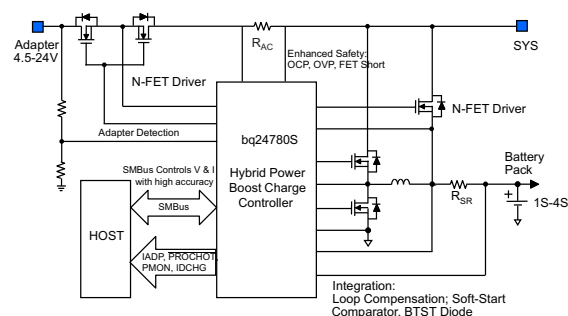 Adapter
4.5-24V
R_AC
SYS
Enhanced Safety:
OCP, OVP, FET Short
N-FET Driver
N-FET Driver
Adapter Detection
bq24780S
Hybrid Power
Boost Charge
Controller
SMBus Controls V & I
with high accuracy
SMBus
HOST
IADP, PROCHOT,
PMON, IDCHG
Battery
Pack
R_SR
+
1S-4S
Integration:
Loop Compensation; Soft-Start
Comparator, BTST Diode